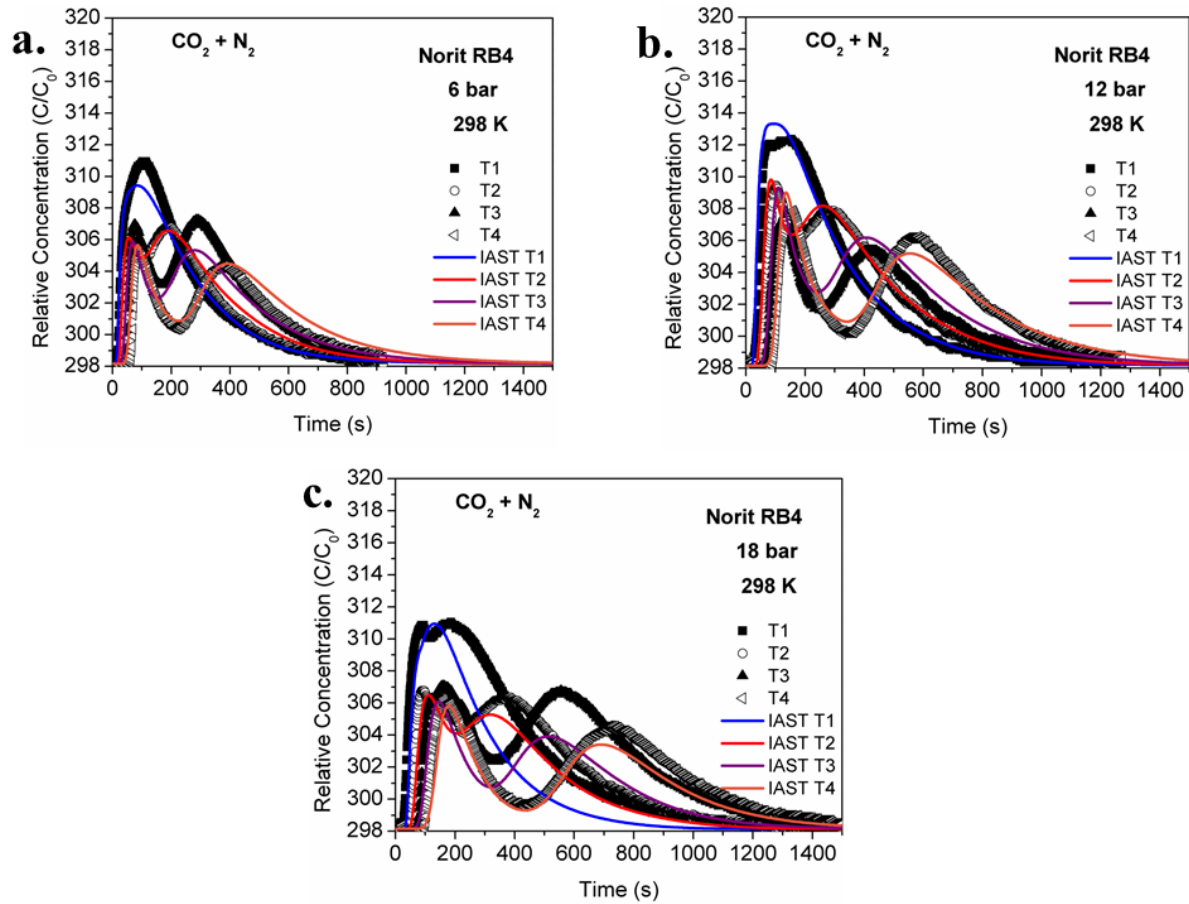 a.
CO2 + N2
Norit RB4
6 bar
298 K
T1
T2
T3
T4
IAST T1
IAST T2
IAST T3
IAST T4
Relative Concentration (C/C0)
320
318
316
314
312
310
308
306
304
302
300
298
0 200 400 600 800 1000 1200 1400
Time (s)
b.
CO2 + N2
Norit RB4
12 bar
298 K
T1
T2
T3
T4
IAST T1
IAST T2
IAST T3
IAST T4
Relative Concentration (C/C0)
320
318
316
314
312
310
308
306
304
302
300
298
0 200 400 600 800 1000 1200 1400
Time (s)
c.
CO2 + N2
Norit RB4
18 bar
298 K
T1
T2
T3
T4
IAST T1
IAST T2
IAST T3
IAST T4
Relative Concentration (C/C0)
320
318
316
314
312
310
308
306
304
302
300
298
0 200 400 600 800 1000 1200 1400
Time (s)